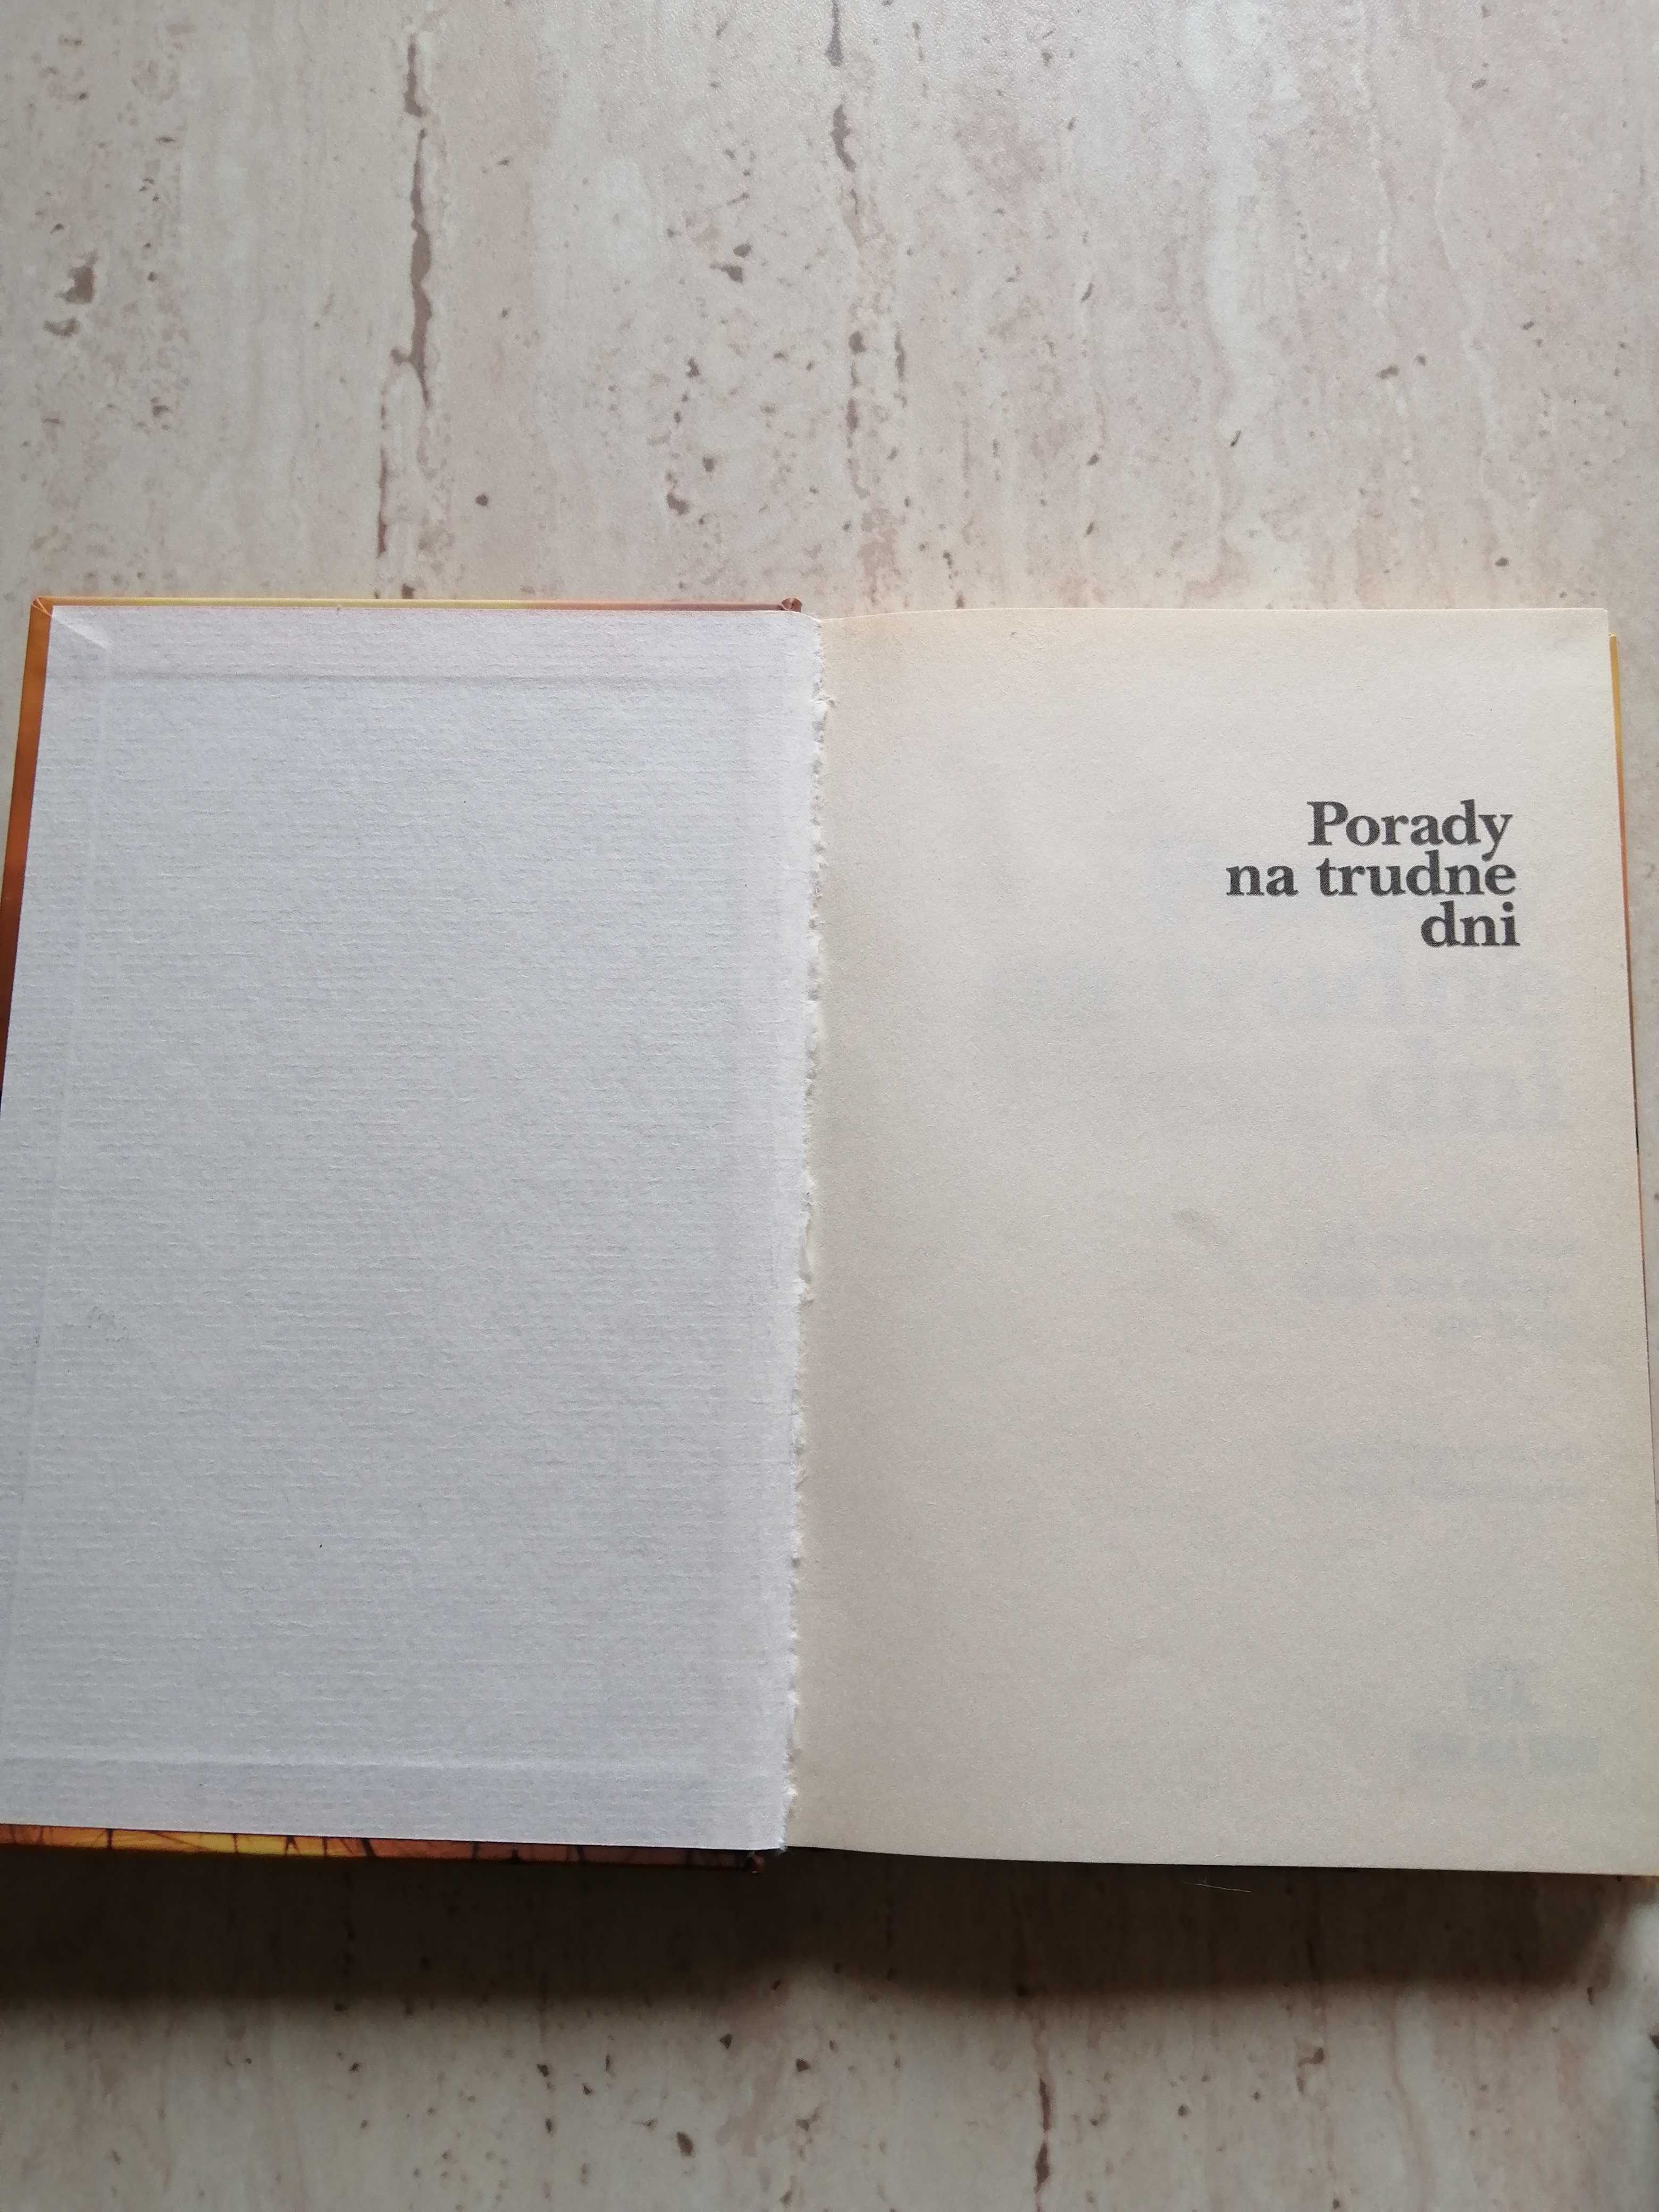 Porady
na trudne
dni